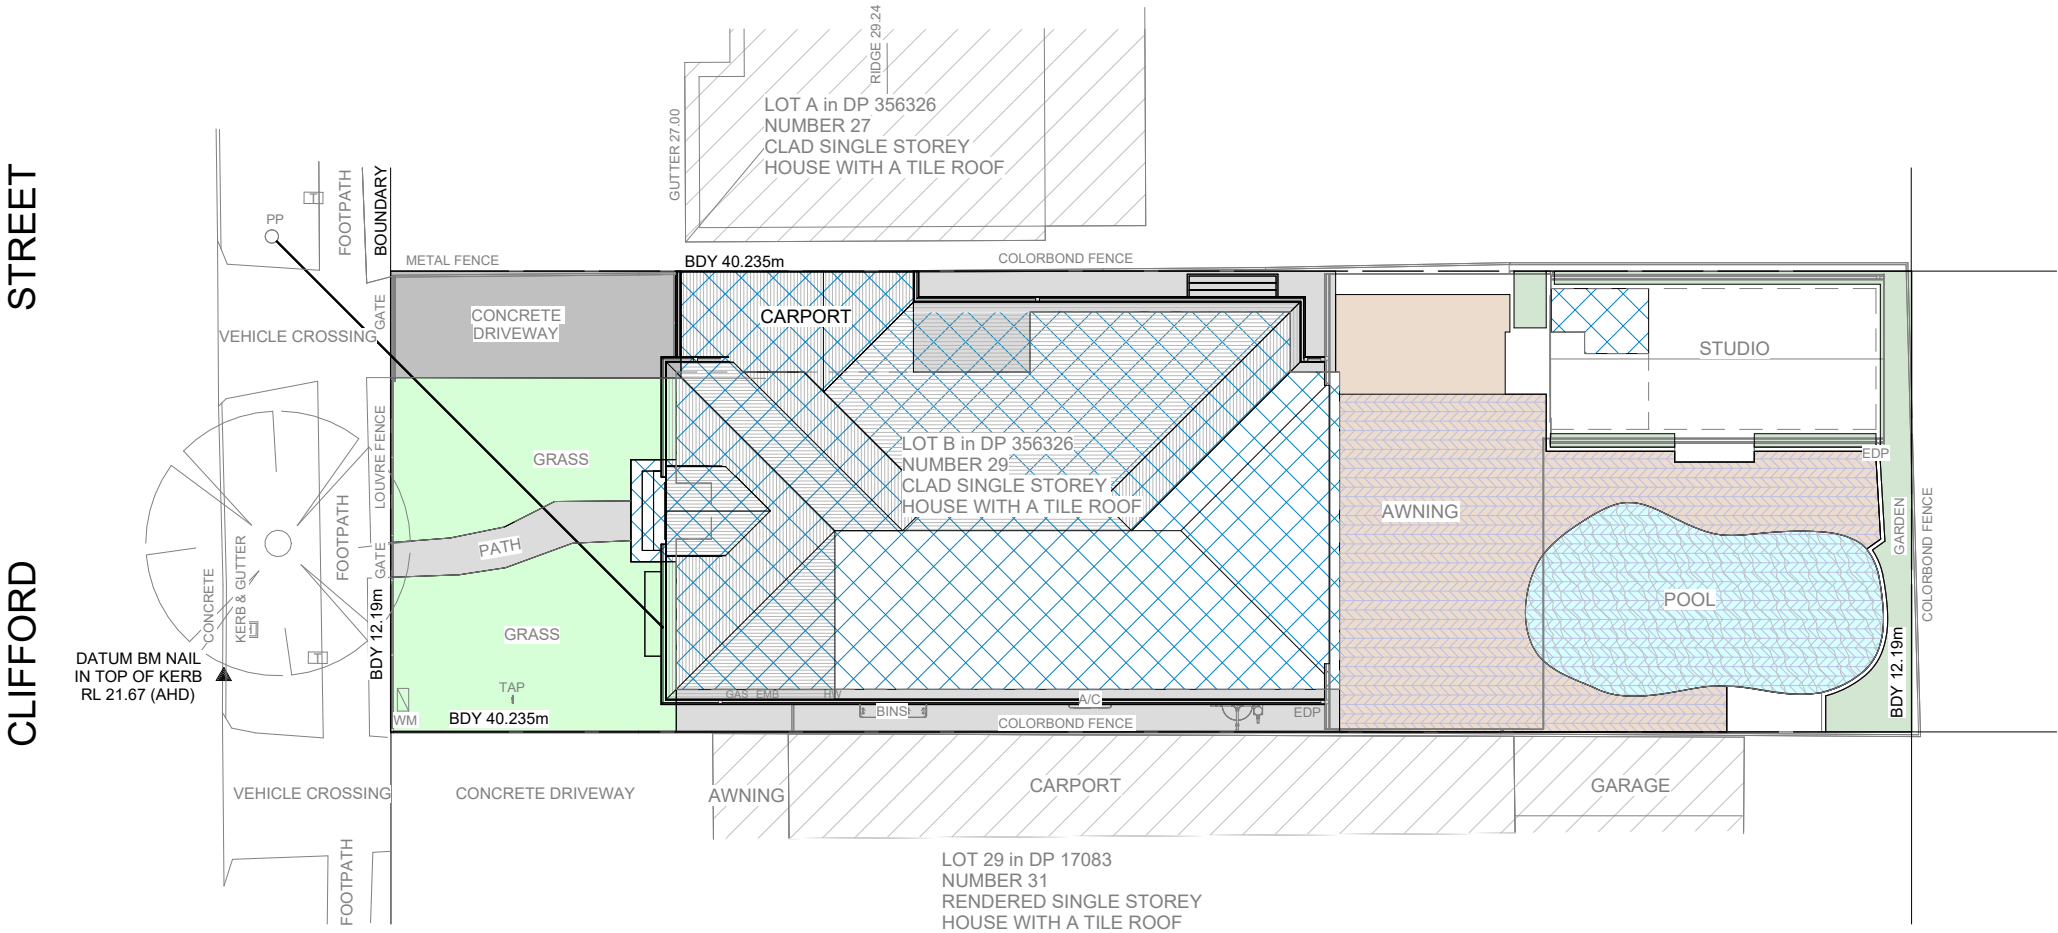 STREET
CLIFFORD
RIDGE 29.24
GUTTER 27.00
LOT A in DP 356326
NUMBER 27
CLAD SINGLE STOREY
HOUSE WITH A TILE ROOF
T
PP
FOOTPATH
BOUNDARY
METAL FENCE
BDY 40.235m
COLORBOND FENCE
GATE
VEHICLE CROSSING
CONCRETE
DRIVEWAY
CARPORT
STUDIO
LOUVRE FENCE
GRASS
LOT B in DP 356326
NUMBER 29
CLAD SINGLE STOREY
HOUSE WITH A TILE ROOF
EDP
AWNING
FOOTPATH
GATE
PATH
GARDEN
COLORBOND FENCE
CONCRETE
KERB & GUTTER
POOL
GRASS
BDY 12.19m
T
DATUM BM NAIL
IN TOP OF KERB
RL 21.67 (AHD)
TAP
WM
BDY 40.235m
GAS
EMB
HW
BINS
A/C
COLORBOND FENCE
EDP
BDY 12.19m
VEHICLE CROSSING
CONCRETE DRIVEWAY
AWNING
CARPORT
GARAGE
FOOTPATH
LOT 29 in DP 17083
NUMBER 31
RENDERED SINGLE STOREY
HOUSE WITH A TILE ROOF